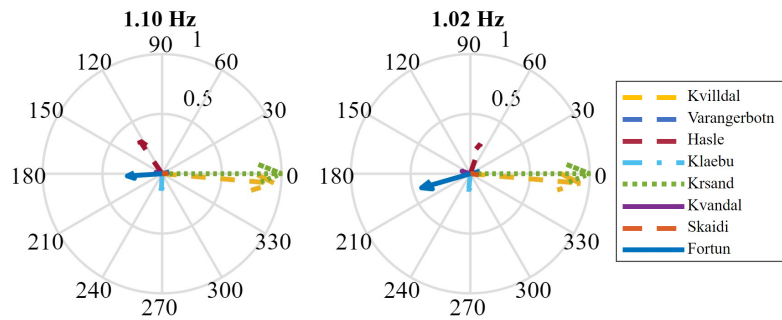 1.10 Hz
90
1
120
60
0.5
150
30
180
0
210
330
240
300
270
1.02 Hz
90
1
120
60
0.5
150
30
180
0
210
330
240
300
270
Kvilldal
Varangerbotn
Hasle
Klaebu
Krsand
Kvandal
Skaidi
Fortun